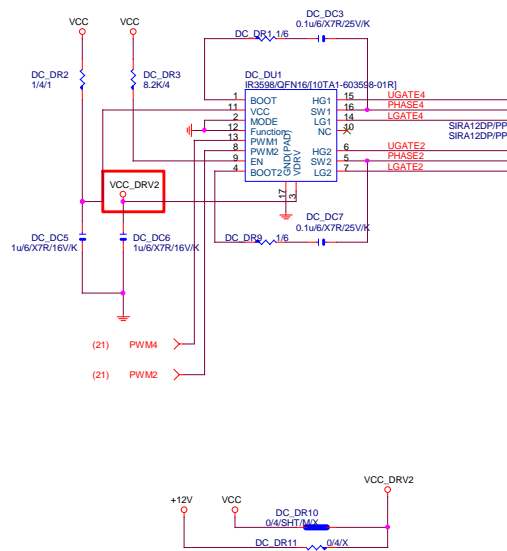 VCC
VCC
DC_DR2
1/4/1
DC_DR3
8.2K/4
DC_DR1 1/6
DC_DC3
0.1u/6/X7R/25V/K
DC_DU1
IR3598/QFN16/[10TA1-603598-01R]
1 BOOT
11 VCC
2 MODE
12 Function
13 PWM1
8 PWM2
9 EN
4 BOOT2
GND(PAD)
VDRV
17
3
HG1 15 UGATE4
SW1 16 PHASE4
LG1 14 LGATE4
NC 10
HG2 6 UGATE2
SW2 5 PHASE2
LG2 7 LGATE2
SIRA12DP/PP
SIRA12DP/PP
VCC_DRV2
DC_DC5
1u/6/X7R/16V/K
DC_DC6
1u/6/X7R/16V/K
DC_DR9 1/6
DC_DC7
0.1u/6/X7R/25V/K
(21) PWM4
(21) PWM2
+12V
VCC
VCC_DRV2
DC_DR10
0/4/SHT/M/X
DC_DR11 0/4/X